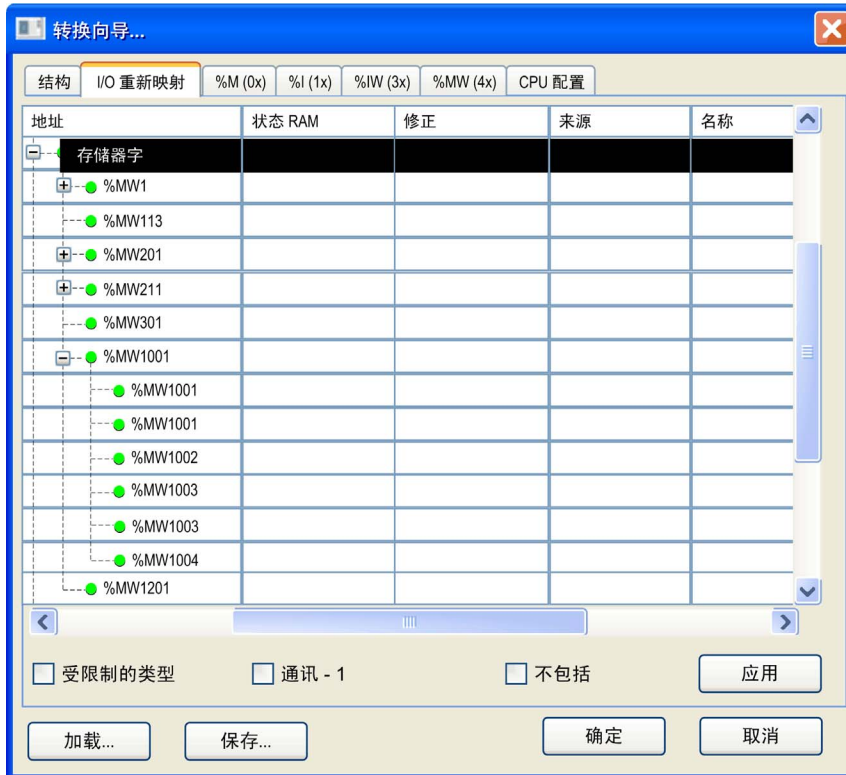 转换向导...
结构 I/O 重新映射 %M (0x) %I (1x) %IW (3x) %MW (4x) CPU 配置
地址 状态 RAM 修正 来源 名称
存储器字
%MW1
%MW113
%MW201
%MW211
%MW301
%MW1001
%MW1001
%MW1001
%MW1002
%MW1003
%MW1003
%MW1004
%MW1201
受限制的类型 通讯 - 1 不包括 应用
加载... 保存... 确定 取消